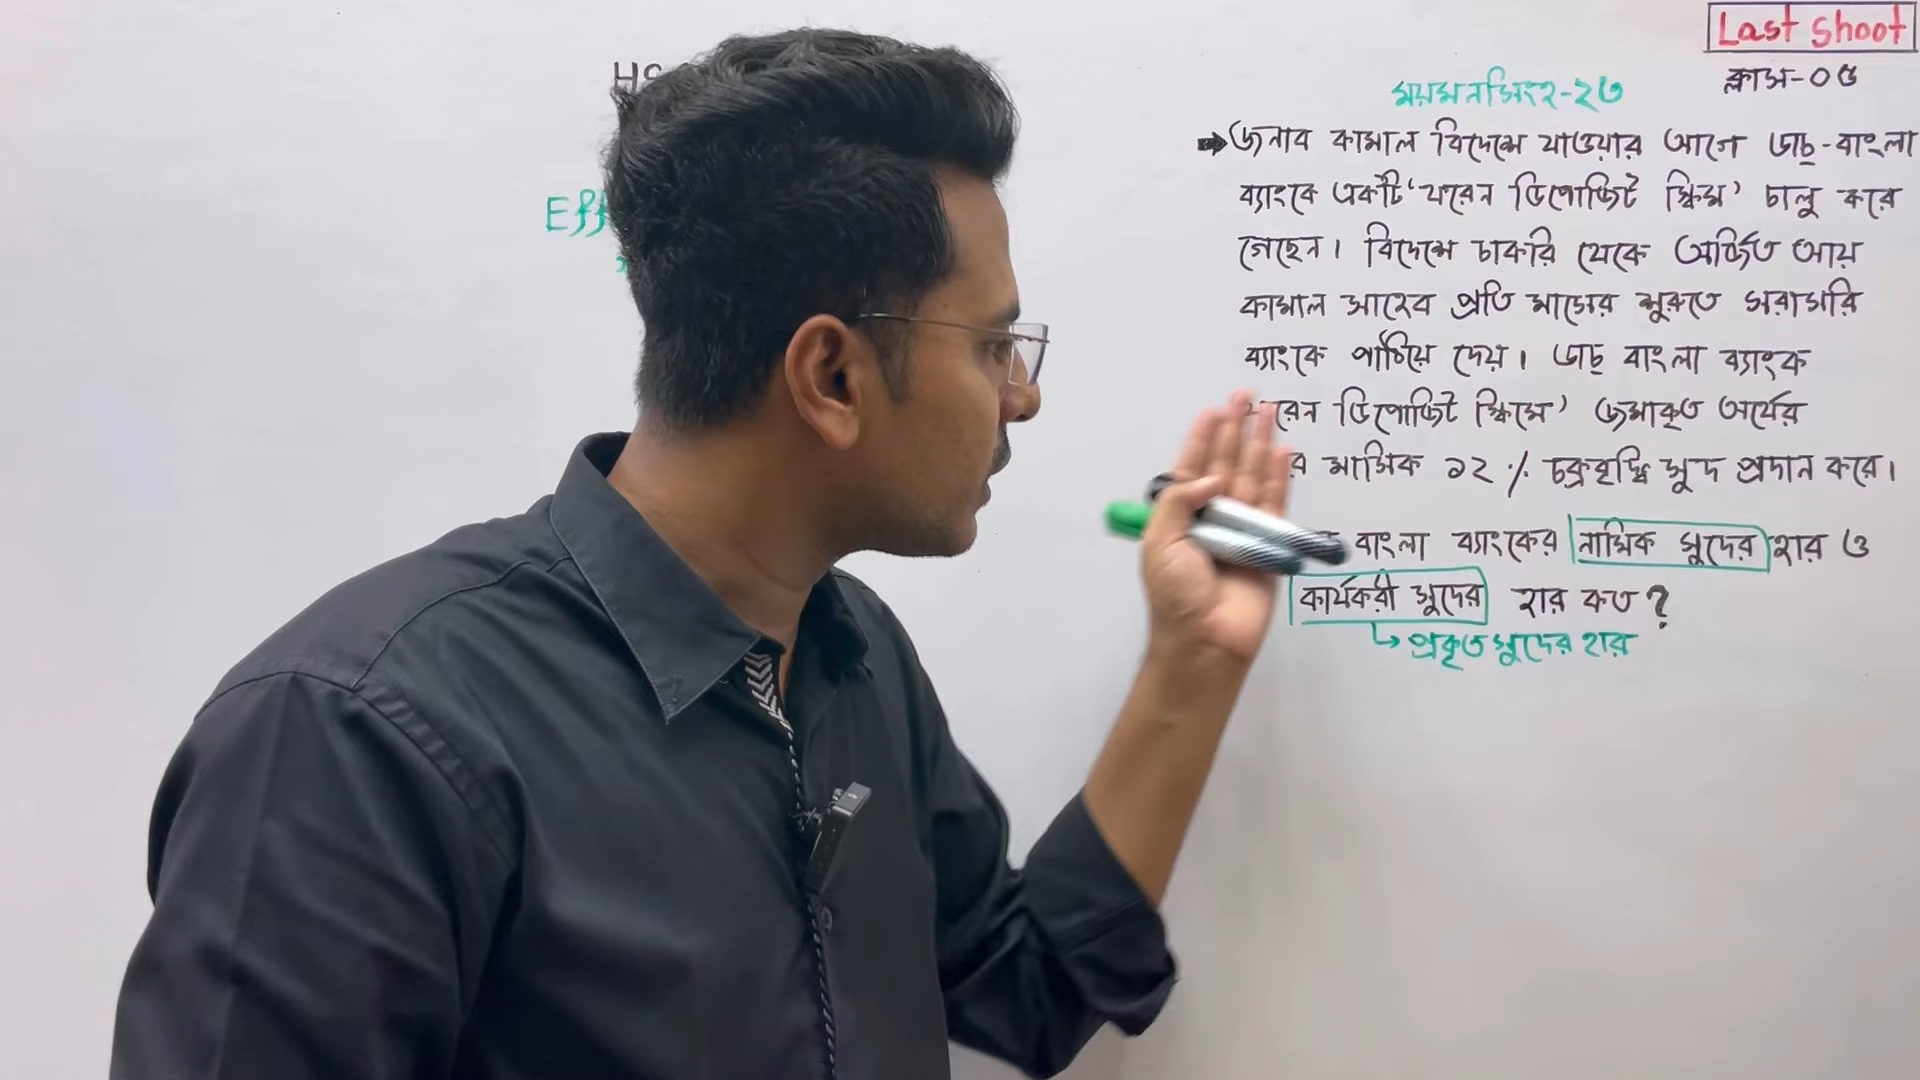 Last Shoot
ক্লাস-০৫
ময়মনসিংহ-২৩
জনাব কামাল বিদেশে যাওয়ার আগে ডাচ্-বাংলা
ব্যাংকে একটি 'ফরেন ডিপোজিট স্কিম' চালু করে
গেছেন। বিদেশে চাকরি থেকে অর্জিত আয়
কামাল সাহেব প্রতি মাসের শুরুতে সরাসরি
ব্যাংকে পাঠিয়ে দেয়। ডাচ্ বাংলা ব্যাংক
ডিপোজিট স্কিমে' জমাকৃত অর্থের
মাসিক ১২% চক্রবৃদ্ধি সুদ প্রদান করে।
বাংলা ব্যাংকের নামিক সুদের হার ও
কার্যকরী সুদের হার কত?
↳ প্রকৃত সুদের হার